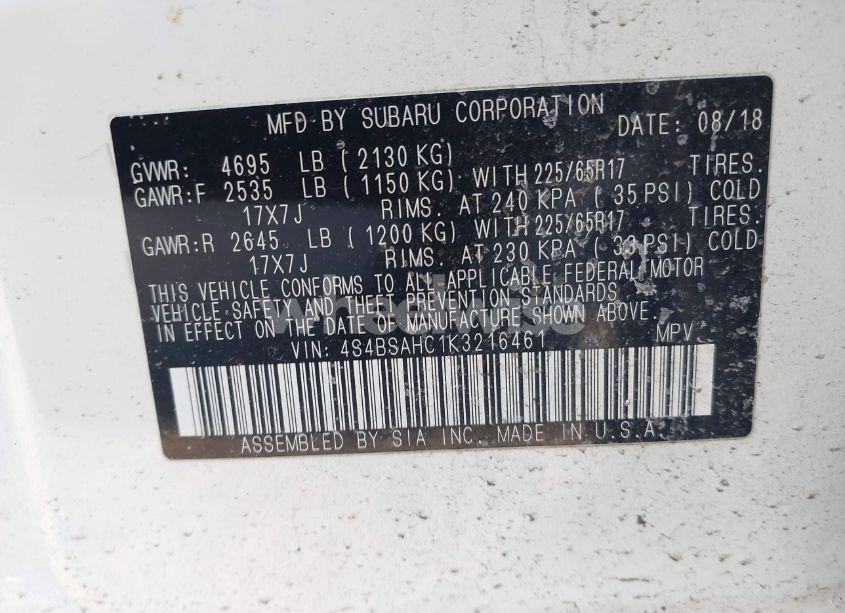 MFD BY SUBARU CORPORATION DATE: 08/18
GVWR: 4695 LB ( 2130 KG)
GAWR:F 2535 LB ( 1150 KG) WITH 225/65R17 TIRES.
17X7J RIMS. AT 240 KPA ( 35 PSI) COLD
GAWR:R 2645 LB ( 1200 KG) WITH 225/65R17 TIRES.
17X7J RIMS. AT 230 KPA ( 33 PSI) COLD
THIS VEHICLE CONFORMS TO ALL APPLICABLE FEDERAL MOTOR
VEHICLE SAFETY AND THEFT PREVENTION STANDARDS
IN EFFECT ON THE DATE OF MANUFACTURE SHOWN ABOVE.
VIN: 4S4BSAHC1K3216461 MPV
ASSEMBLED BY SIA INC. MADE IN U.S.A.
wheelwise